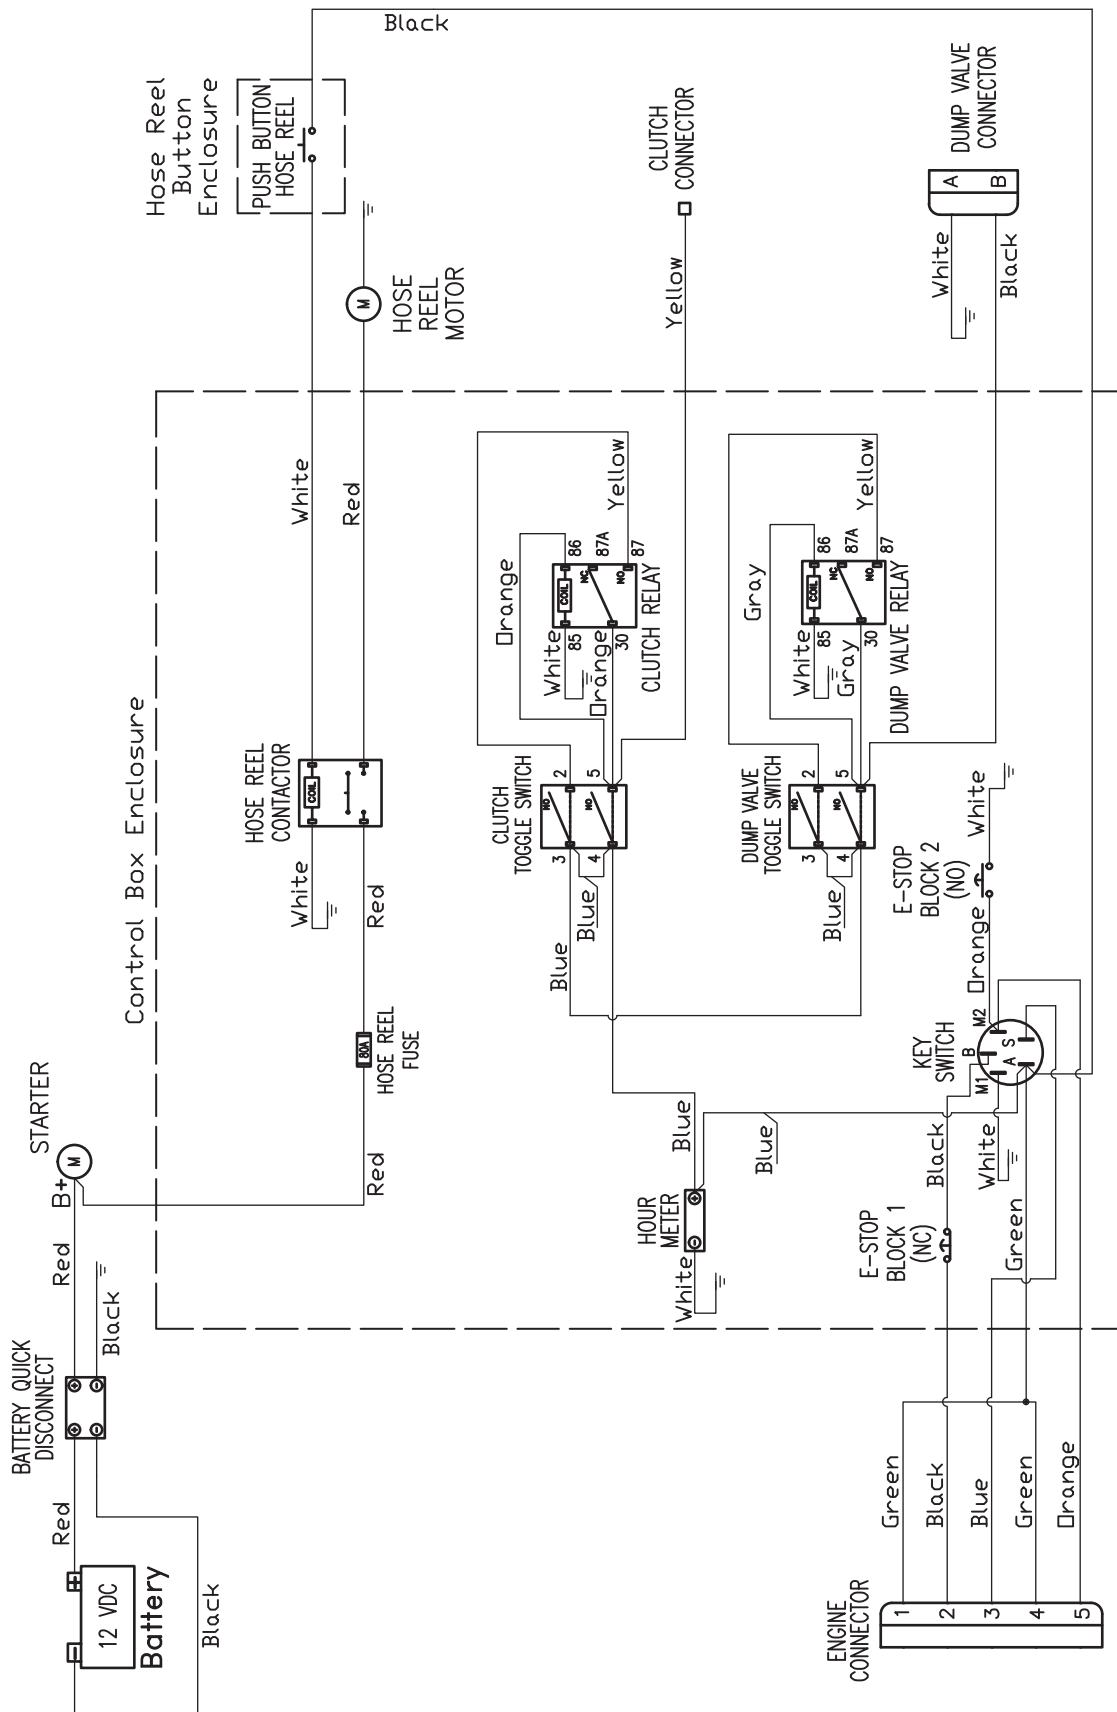 Black
Hose Reel
Button
Enclosure
PUSH BUTTON
HOSE REEL
M
HOSE
REEL
MOTOR
CLUTCH
CONNECTOR
Yellow
DUMP VALVE
CONNECTOR
A
B
White
Black
Control Box Enclosure
White
Red
HOSE REEL
CONTACTOR
COIL
White
Red
80A
HOSE REEL
FUSE
Red
STARTER
M
B+
Red
Black
BATTERY QUICK
DISCONNECT
+
-
+
-
Red
+
-
12 VDC
Battery
Black
Orange
Yellow
86
87A
87
COIL
NC
NO
85
30
White
Orange
CLUTCH RELAY
CLUTCH
TOGGLE SWITCH
2
5
NO
NO
3
4
Blue
Blue
Gray
Yellow
86
87A
87
COIL
NC
NO
85
30
White
Gray
DUMP VALVE RELAY
DUMP VALVE
TOGGLE SWITCH
2
5
NO
NO
3
4
Blue
E-STOP
BLOCK 2
(NO)
White
Orange
KEY
SWITCH
M2
B
S
A
M1
Black
White
Green
Blue
Blue
HOUR
METER
+
-
White
E-STOP
BLOCK 1
(NC)
Green
Black
Blue
Green
Orange
ENGINE
CONNECTOR
1
2
3
4
5